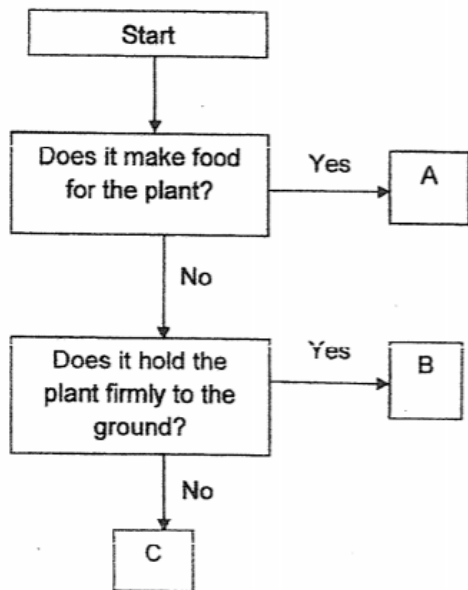 Start
Does it make food
for the plant?
Yes
A
No
Does it hold the
plant firmly to the
ground?
Yes
B
No
C